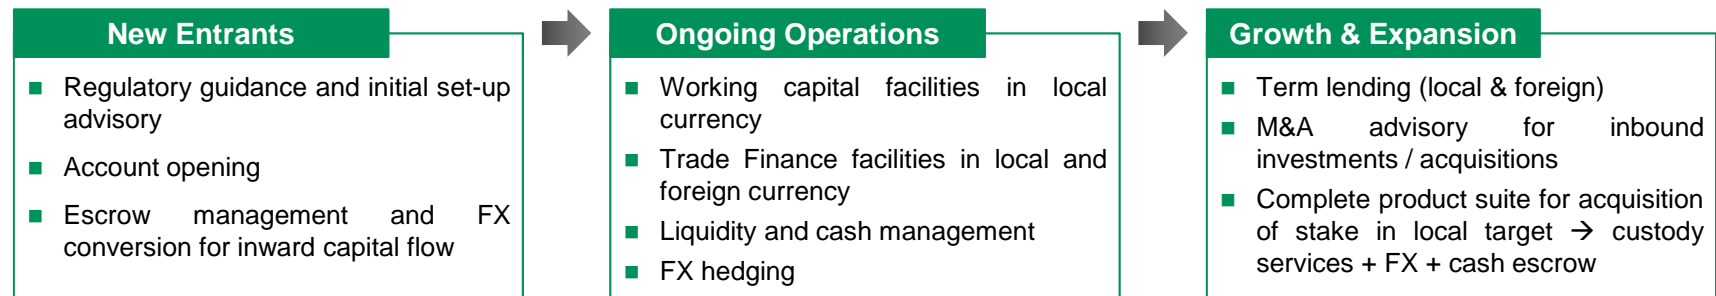 New Entrants
■ Regulatory guidance and initial set-up
advisory
■ Account opening
■ Escrow management and FX
conversion for inward capital flow
Ongoing Operations
■ Working capital facilities in local
currency
■ Trade Finance facilities in local and
foreign currency
■ Liquidity and cash management
■ FX hedging
Growth & Expansion
■ Term lending (local & foreign)
■ M&A advisory for inbound
investments / acquisitions
■ Complete product suite for acquisition
of stake in local target → custody
services + FX + cash escrow